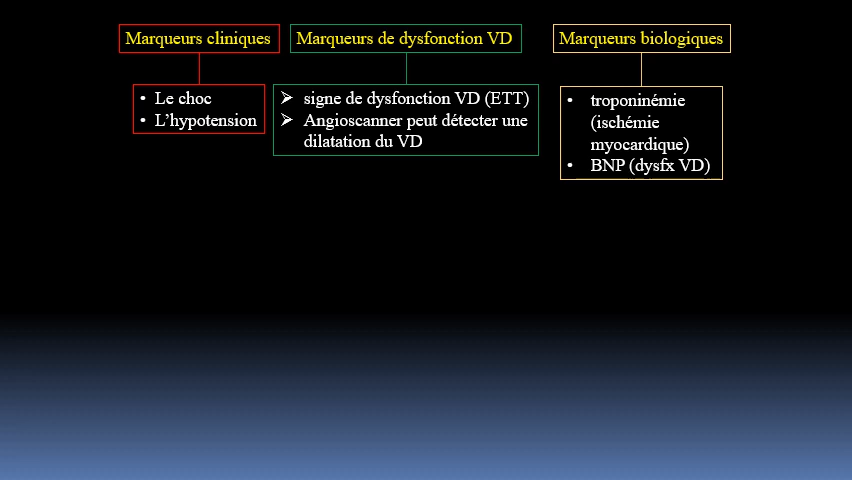 Marqueurs cliniques
• Le choc
• L’hypotension
Marqueurs de dysfonction VD
➢ signe de dysfonction VD (ETT)
➢ Angioscanner peut détecter une
dilatation du VD
Marqueurs biologiques
• troponinémie
(ischémie
myocardique)
• BNP (dysfx VD)